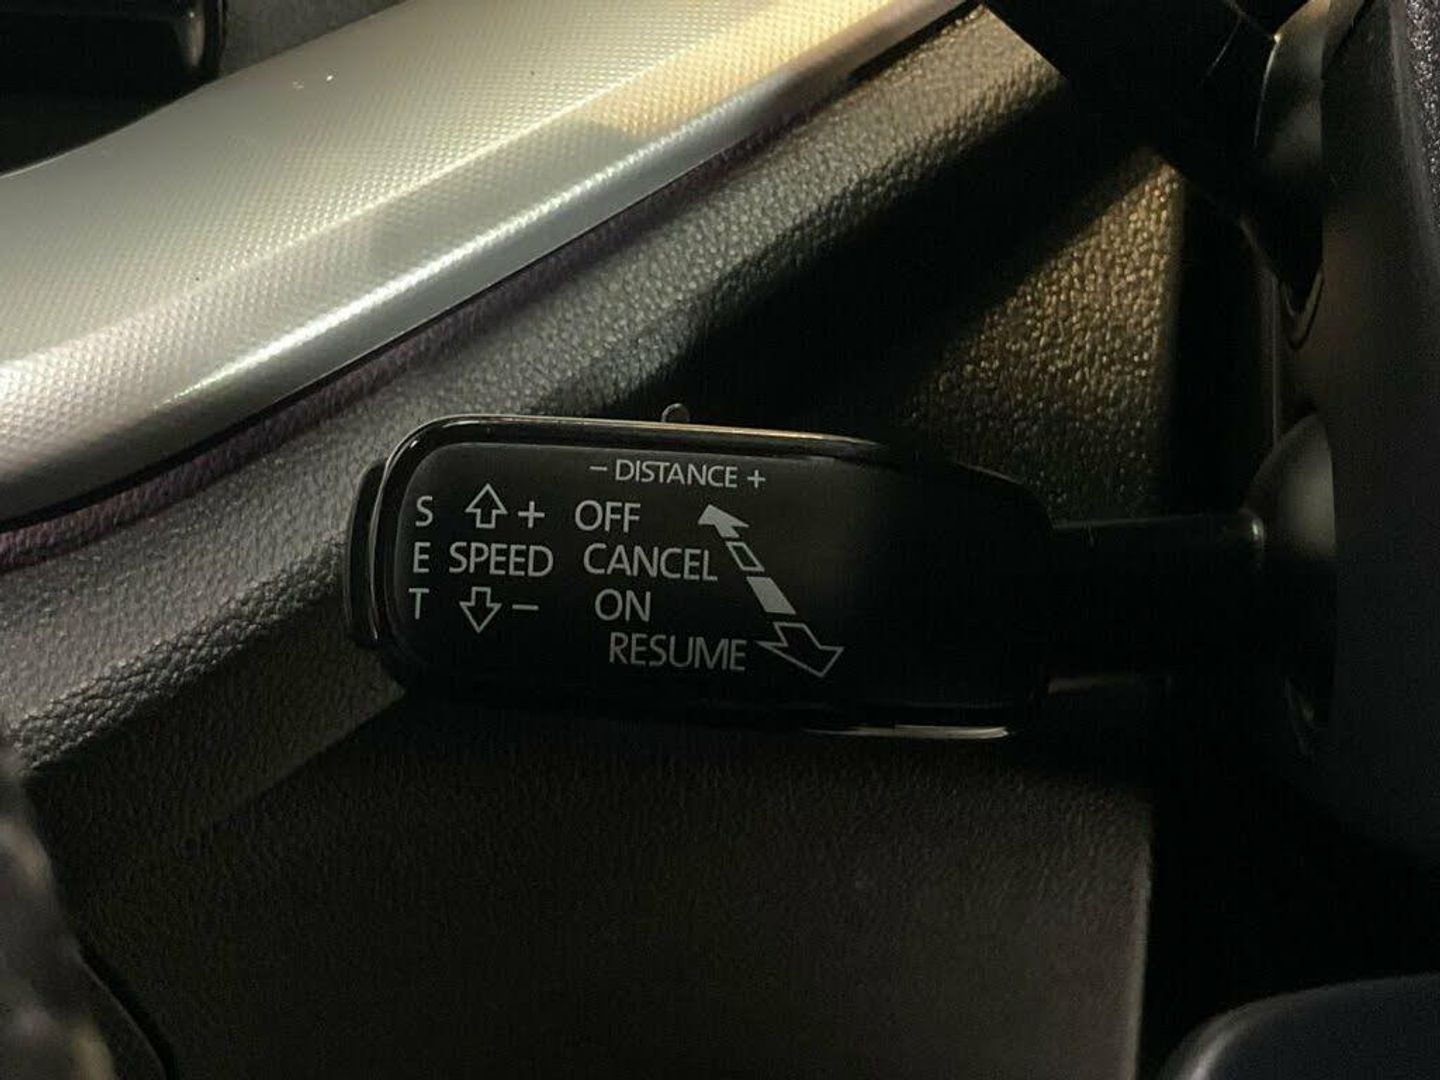 – DISTANCE +
S + OFF
E SPEED CANCEL
T – ON
RESUME